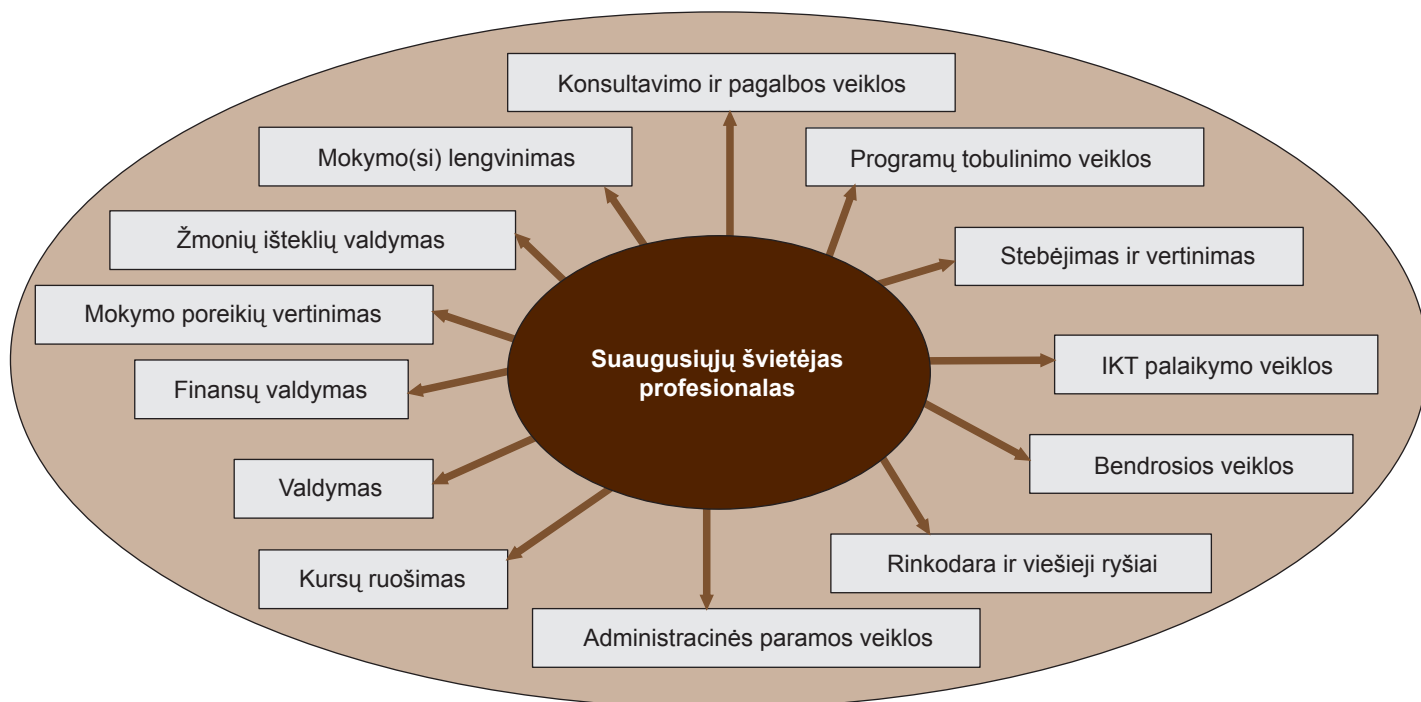 Konsultavimo ir pagalbos veiklos
Mokymo(si) lengvinimas
Programų tobulinimo veiklos
Žmonių išteklių valdymas
Stebėjimas ir vertinimas
Mokymo poreikių vertinimas
Suaugusiųjų švietėjas
profesionalas
IKT palaikymo veiklos
Finansų valdymas
Bendrosios veiklos
Valdymas
Rinkodara ir viešieji ryšiai
Kursų ruošimas
Administracinės paramos veiklos